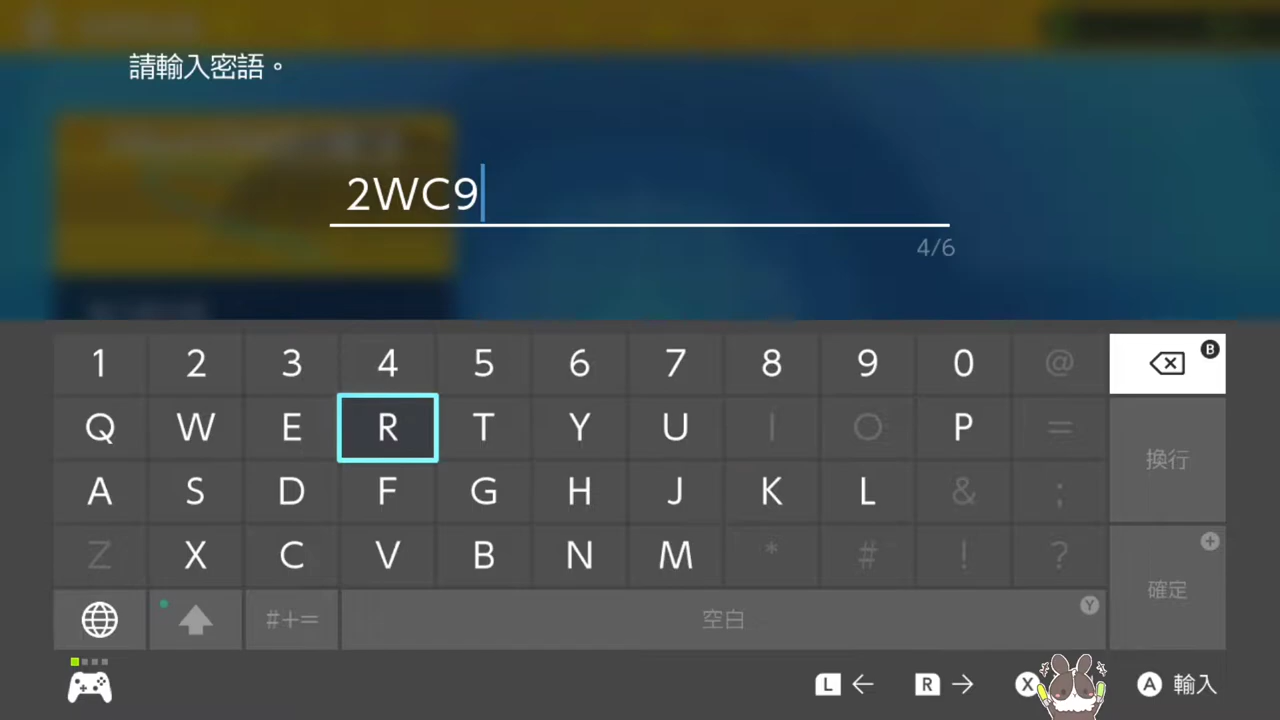 請輸入密語。
2WC9
4/6
1 2 3 4 5 6 7 8 9 0 @
B
Q W E R T Y U I O P =
換行
A S D F G H J K L & ;
Z X C V B N M * # ! ?
+
確定
#+= 空白 Y
L ← R → X A 輸入